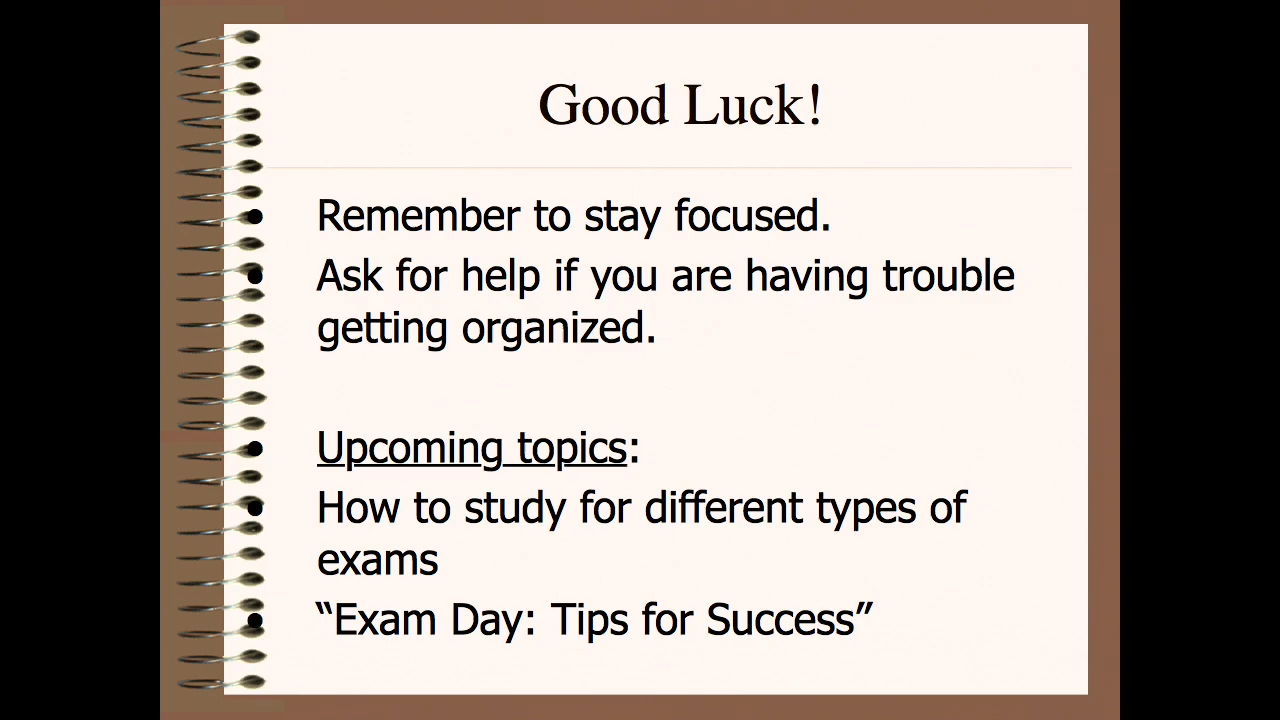 Good Luck!
• Remember to stay focused.
• Ask for help if you are having trouble
getting organized.
• Upcoming topics:
• How to study for different types of
exams
• “Exam Day: Tips for Success”